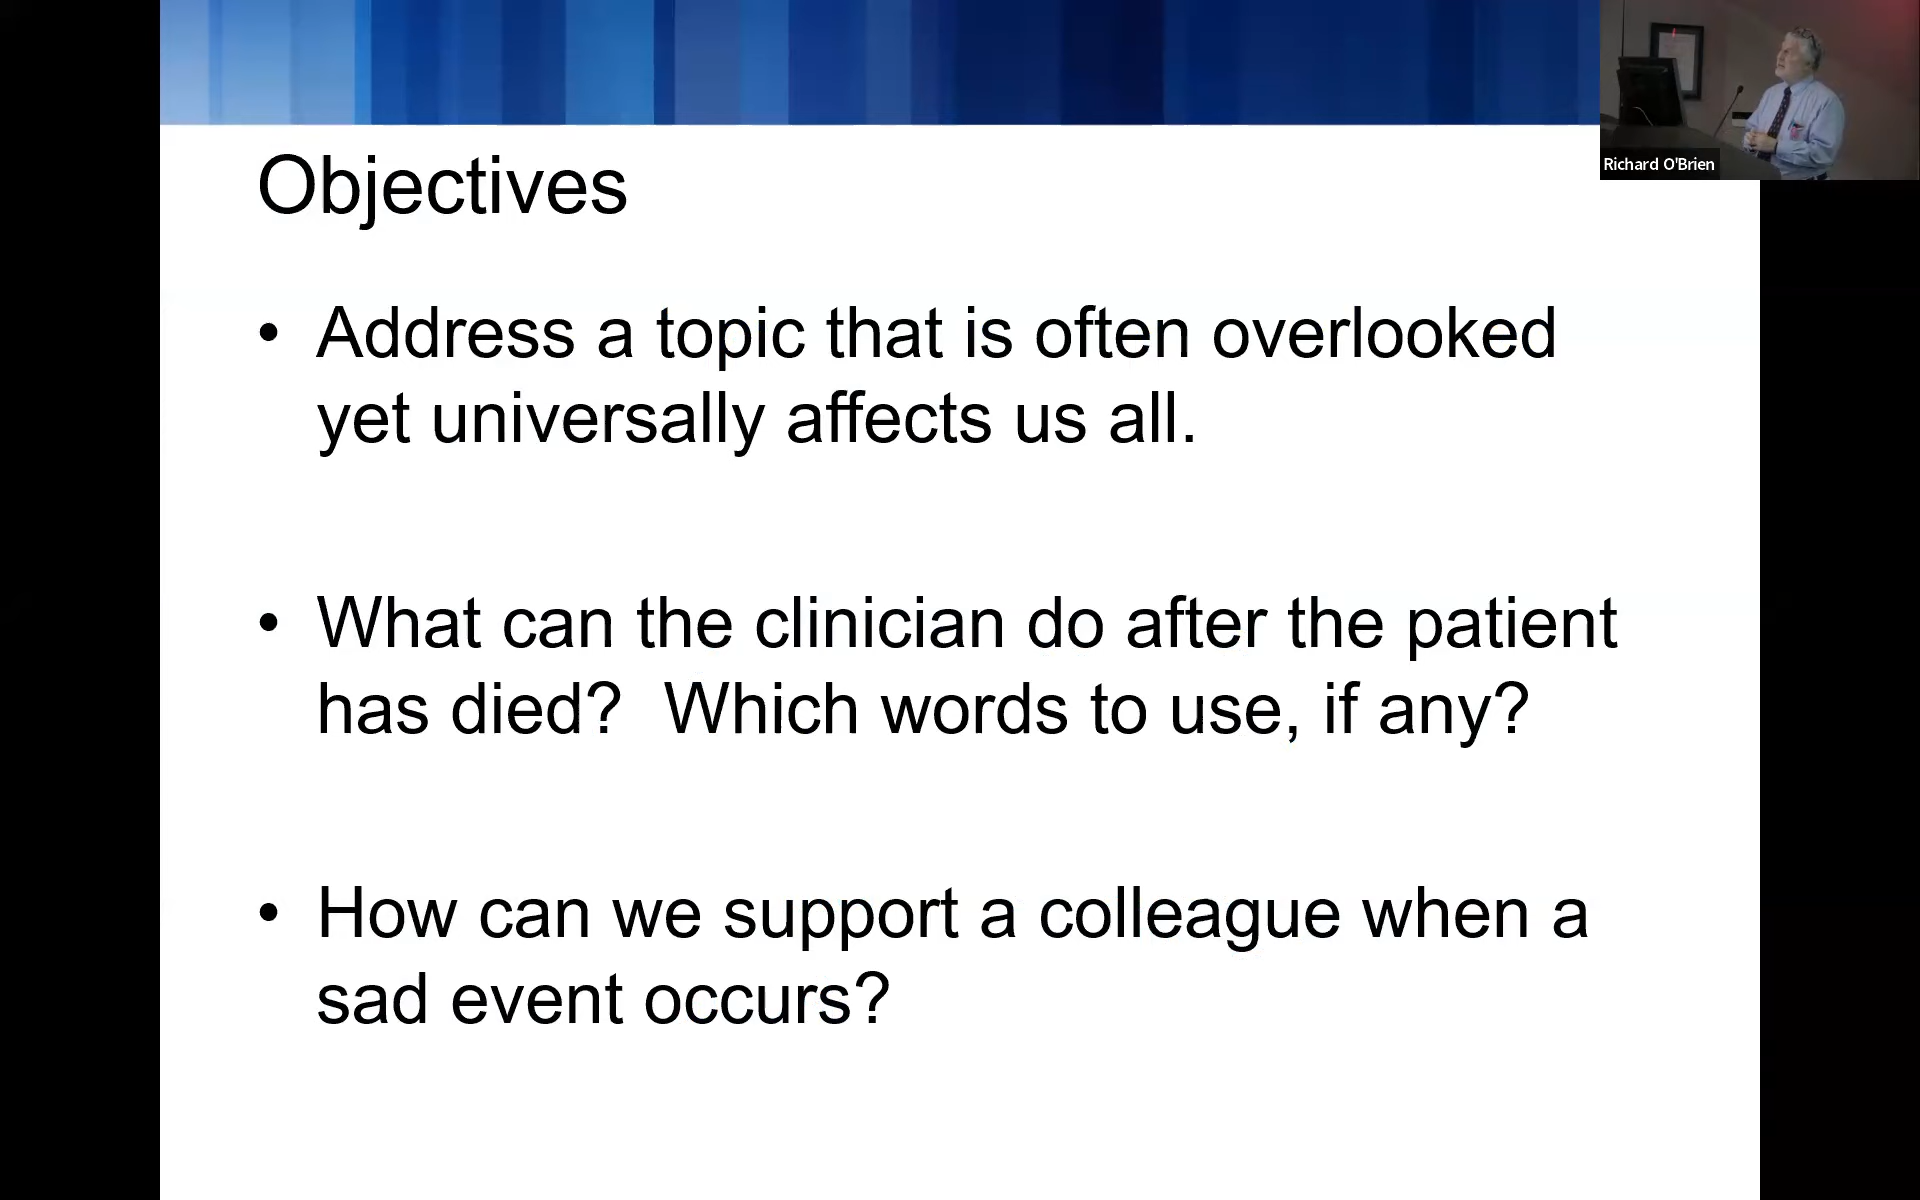 Objectives
• Address a topic that is often overlooked
yet universally affects us all.
• What can the clinician do after the patient
has died?  Which words to use, if any?
• How can we support a colleague when a
sad event occurs?
Richard O'Brien